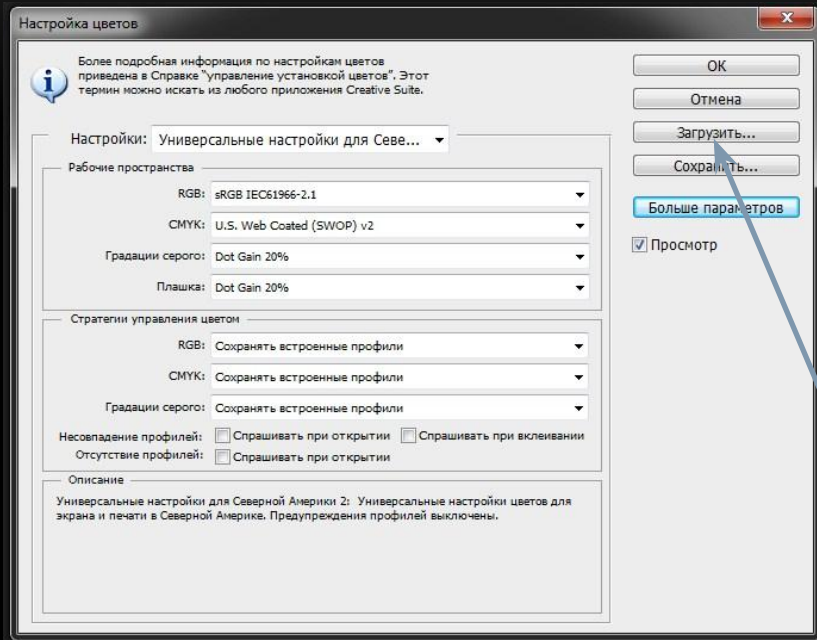 Настройка цветов
Более подробная информация по настройкам цветов
приведена в Справке "управление установкой цветов". Этот
термин можно искать из любого приложения Creative Suite.
Настройки: Универсальные настройки для Севе...
Рабочие пространства
RGB: sRGB IEC61966-2.1
CMYK: U.S. Web Coated (SWOP) v2
Градации серого: Dot Gain 20%
Плашка: Dot Gain 20%
Стратегии управления цветом
RGB: Сохранять встроенные профили
CMYK: Сохранять встроенные профили
Градации серого: Сохранять встроенные профили
Несовпадение профилей: Спрашивать при открытии Спрашивать при вклеивании
Отсутствие профилей: Спрашивать при открытии
Описание
Универсальные настройки для Северной Америки 2: Универсальные настройки цветов для
экрана и печати в Северной Америке. Предупреждения профилей выключены.
OK
Отмена
Загрузить...
Сохранить...
Больше параметров
Просмотр